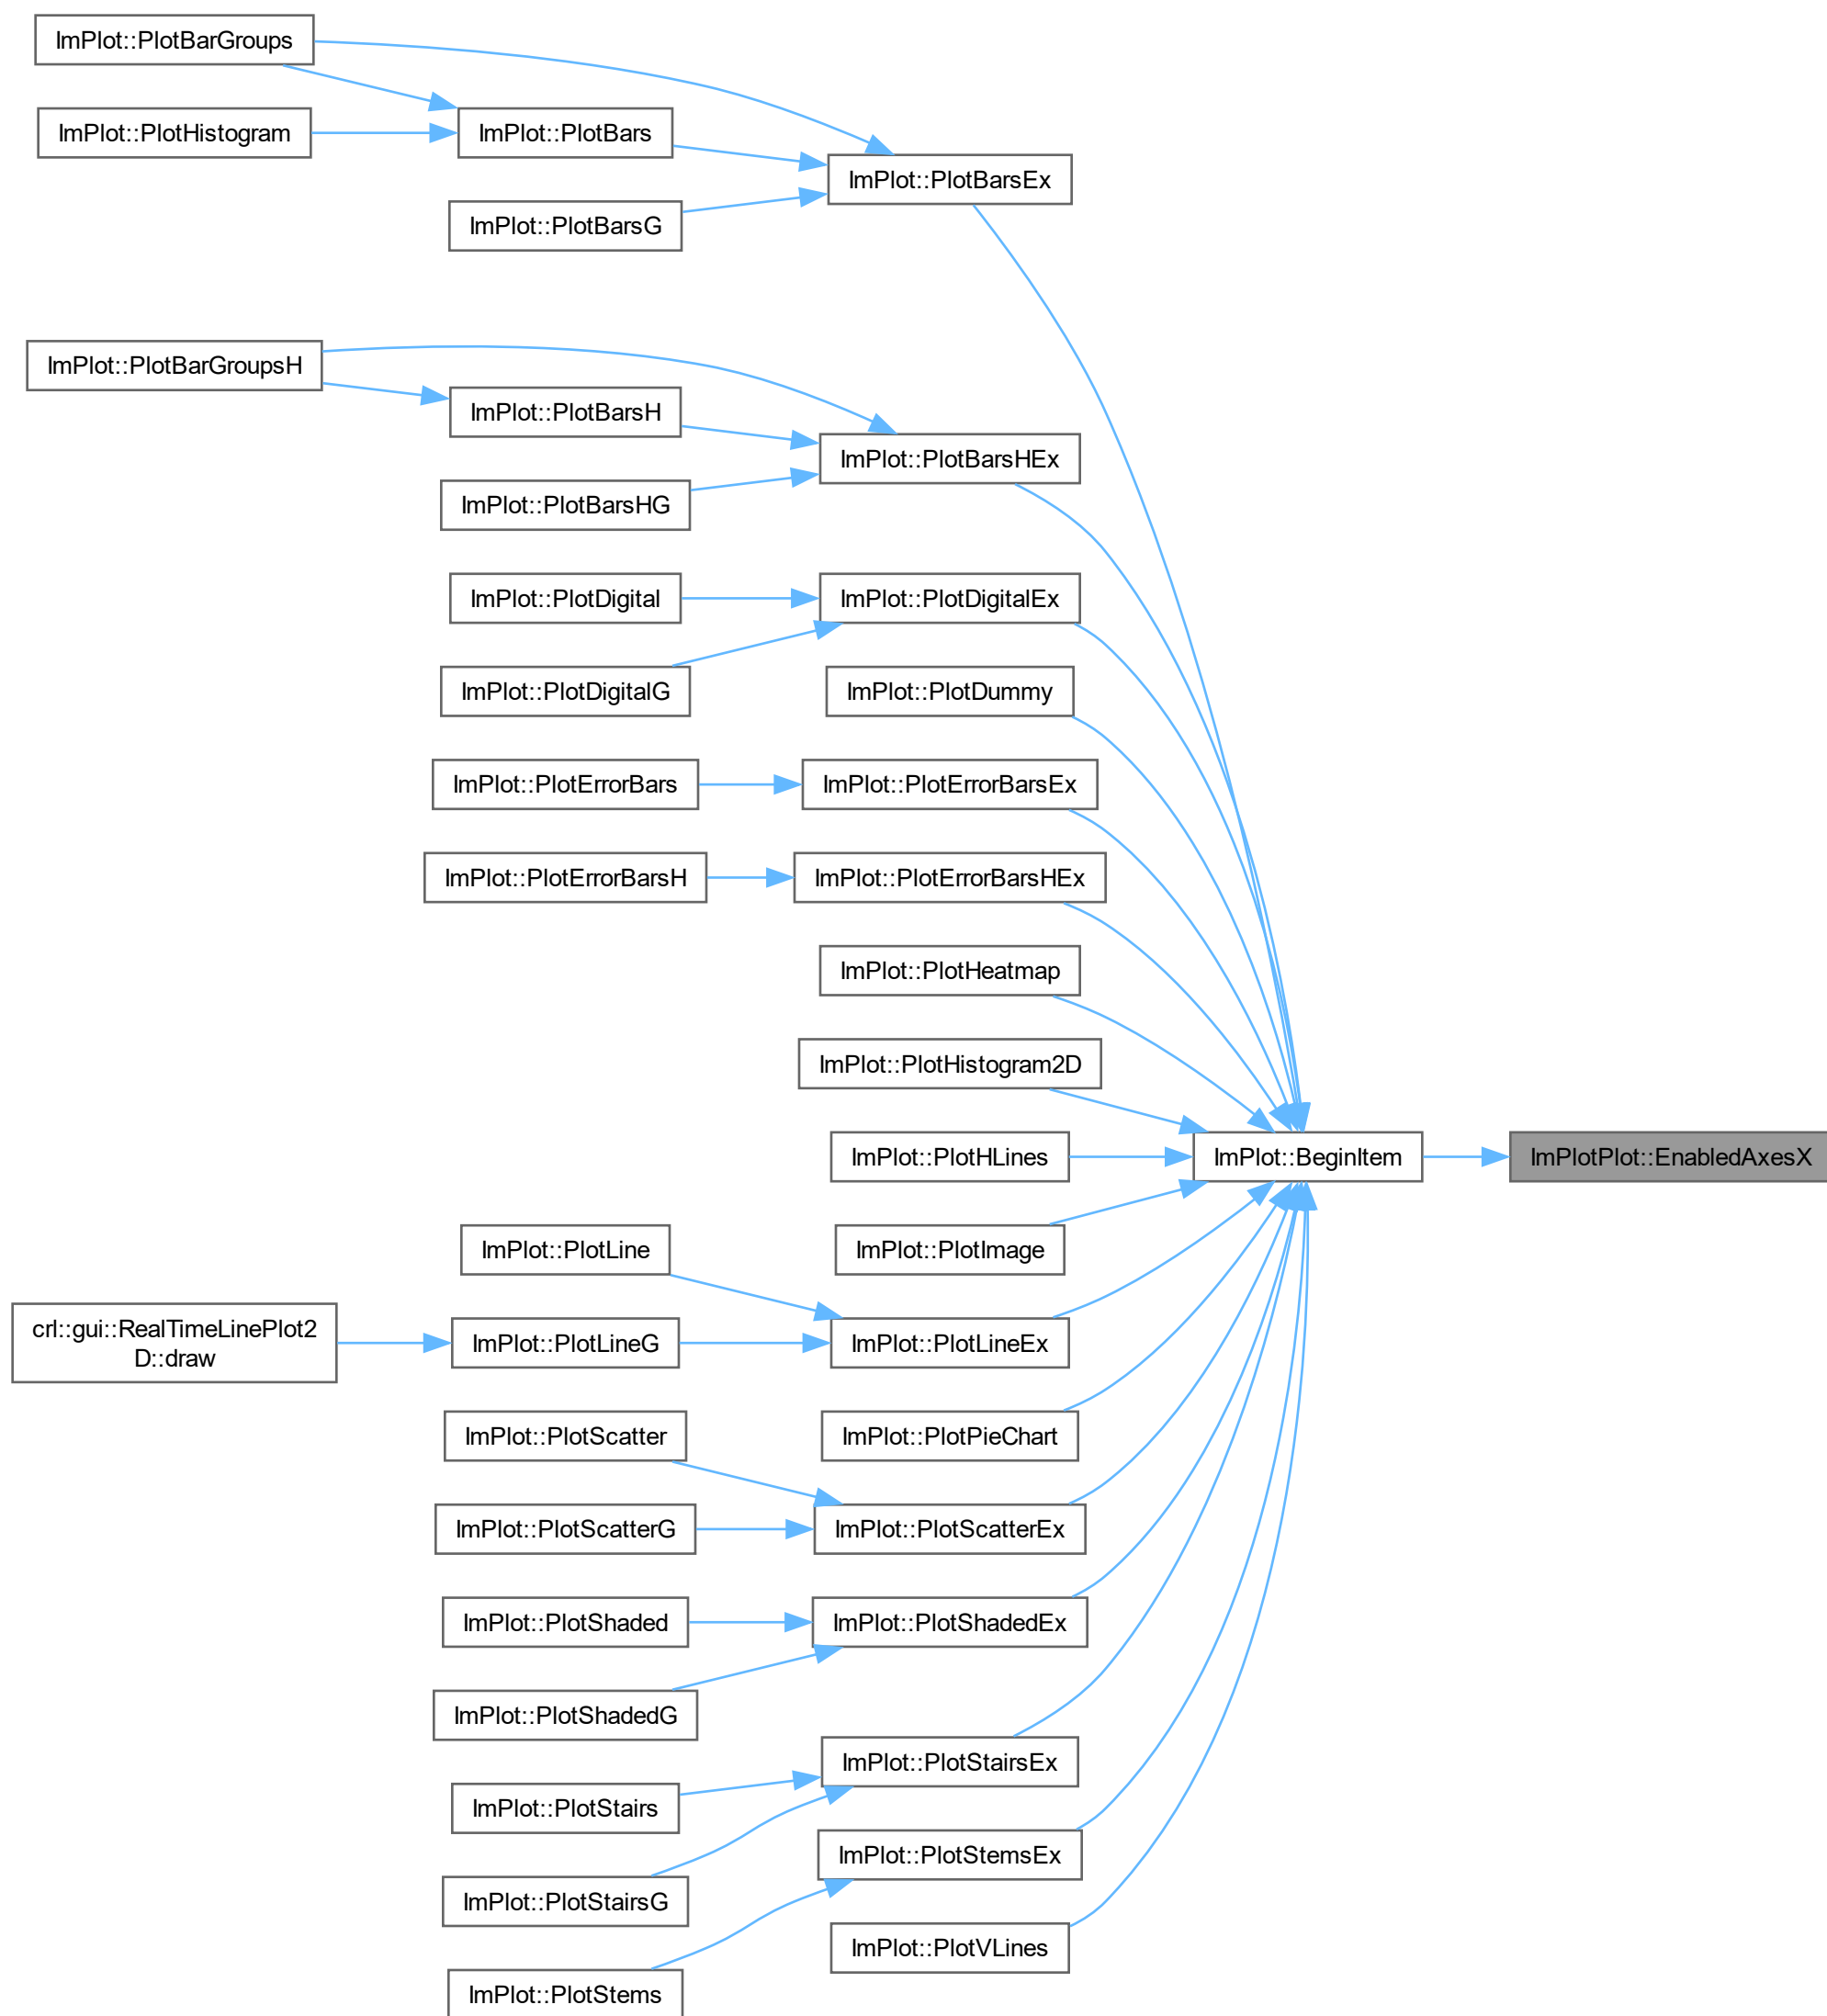 ImPlot::PlotBarGroups
ImPlot::PlotHistogram
ImPlot::PlotBars
ImPlot::PlotBarsEx
ImPlot::PlotBarsG
ImPlot::PlotBarGroupsH
ImPlot::PlotBarsH
ImPlot::PlotBarsHEx
ImPlot::PlotBarsHG
ImPlot::PlotDigital
ImPlot::PlotDigitalEx
ImPlot::PlotDigitalG
ImPlot::PlotDummy
ImPlot::PlotErrorBars
ImPlot::PlotErrorBarsEx
ImPlot::PlotErrorBarsH
ImPlot::PlotErrorBarsHEx
ImPlot::PlotHeatmap
ImPlot::PlotHistogram2D
ImPlot::PlotHLines
ImPlot::BeginItem
ImPlotPlot::EnabledAxesX
ImPlot::PlotLine
ImPlot::PlotImage
crl::gui::RealTimeLinePlot2
D::draw
ImPlot::PlotLineG
ImPlot::PlotLineEx
ImPlot::PlotScatter
ImPlot::PlotPieChart
ImPlot::PlotScatterG
ImPlot::PlotScatterEx
ImPlot::PlotShaded
ImPlot::PlotShadedEx
ImPlot::PlotShadedG
ImPlot::PlotStairsEx
ImPlot::PlotStairs
ImPlot::PlotStemsEx
ImPlot::PlotStairsG
ImPlot::PlotVLines
ImPlot::PlotStems